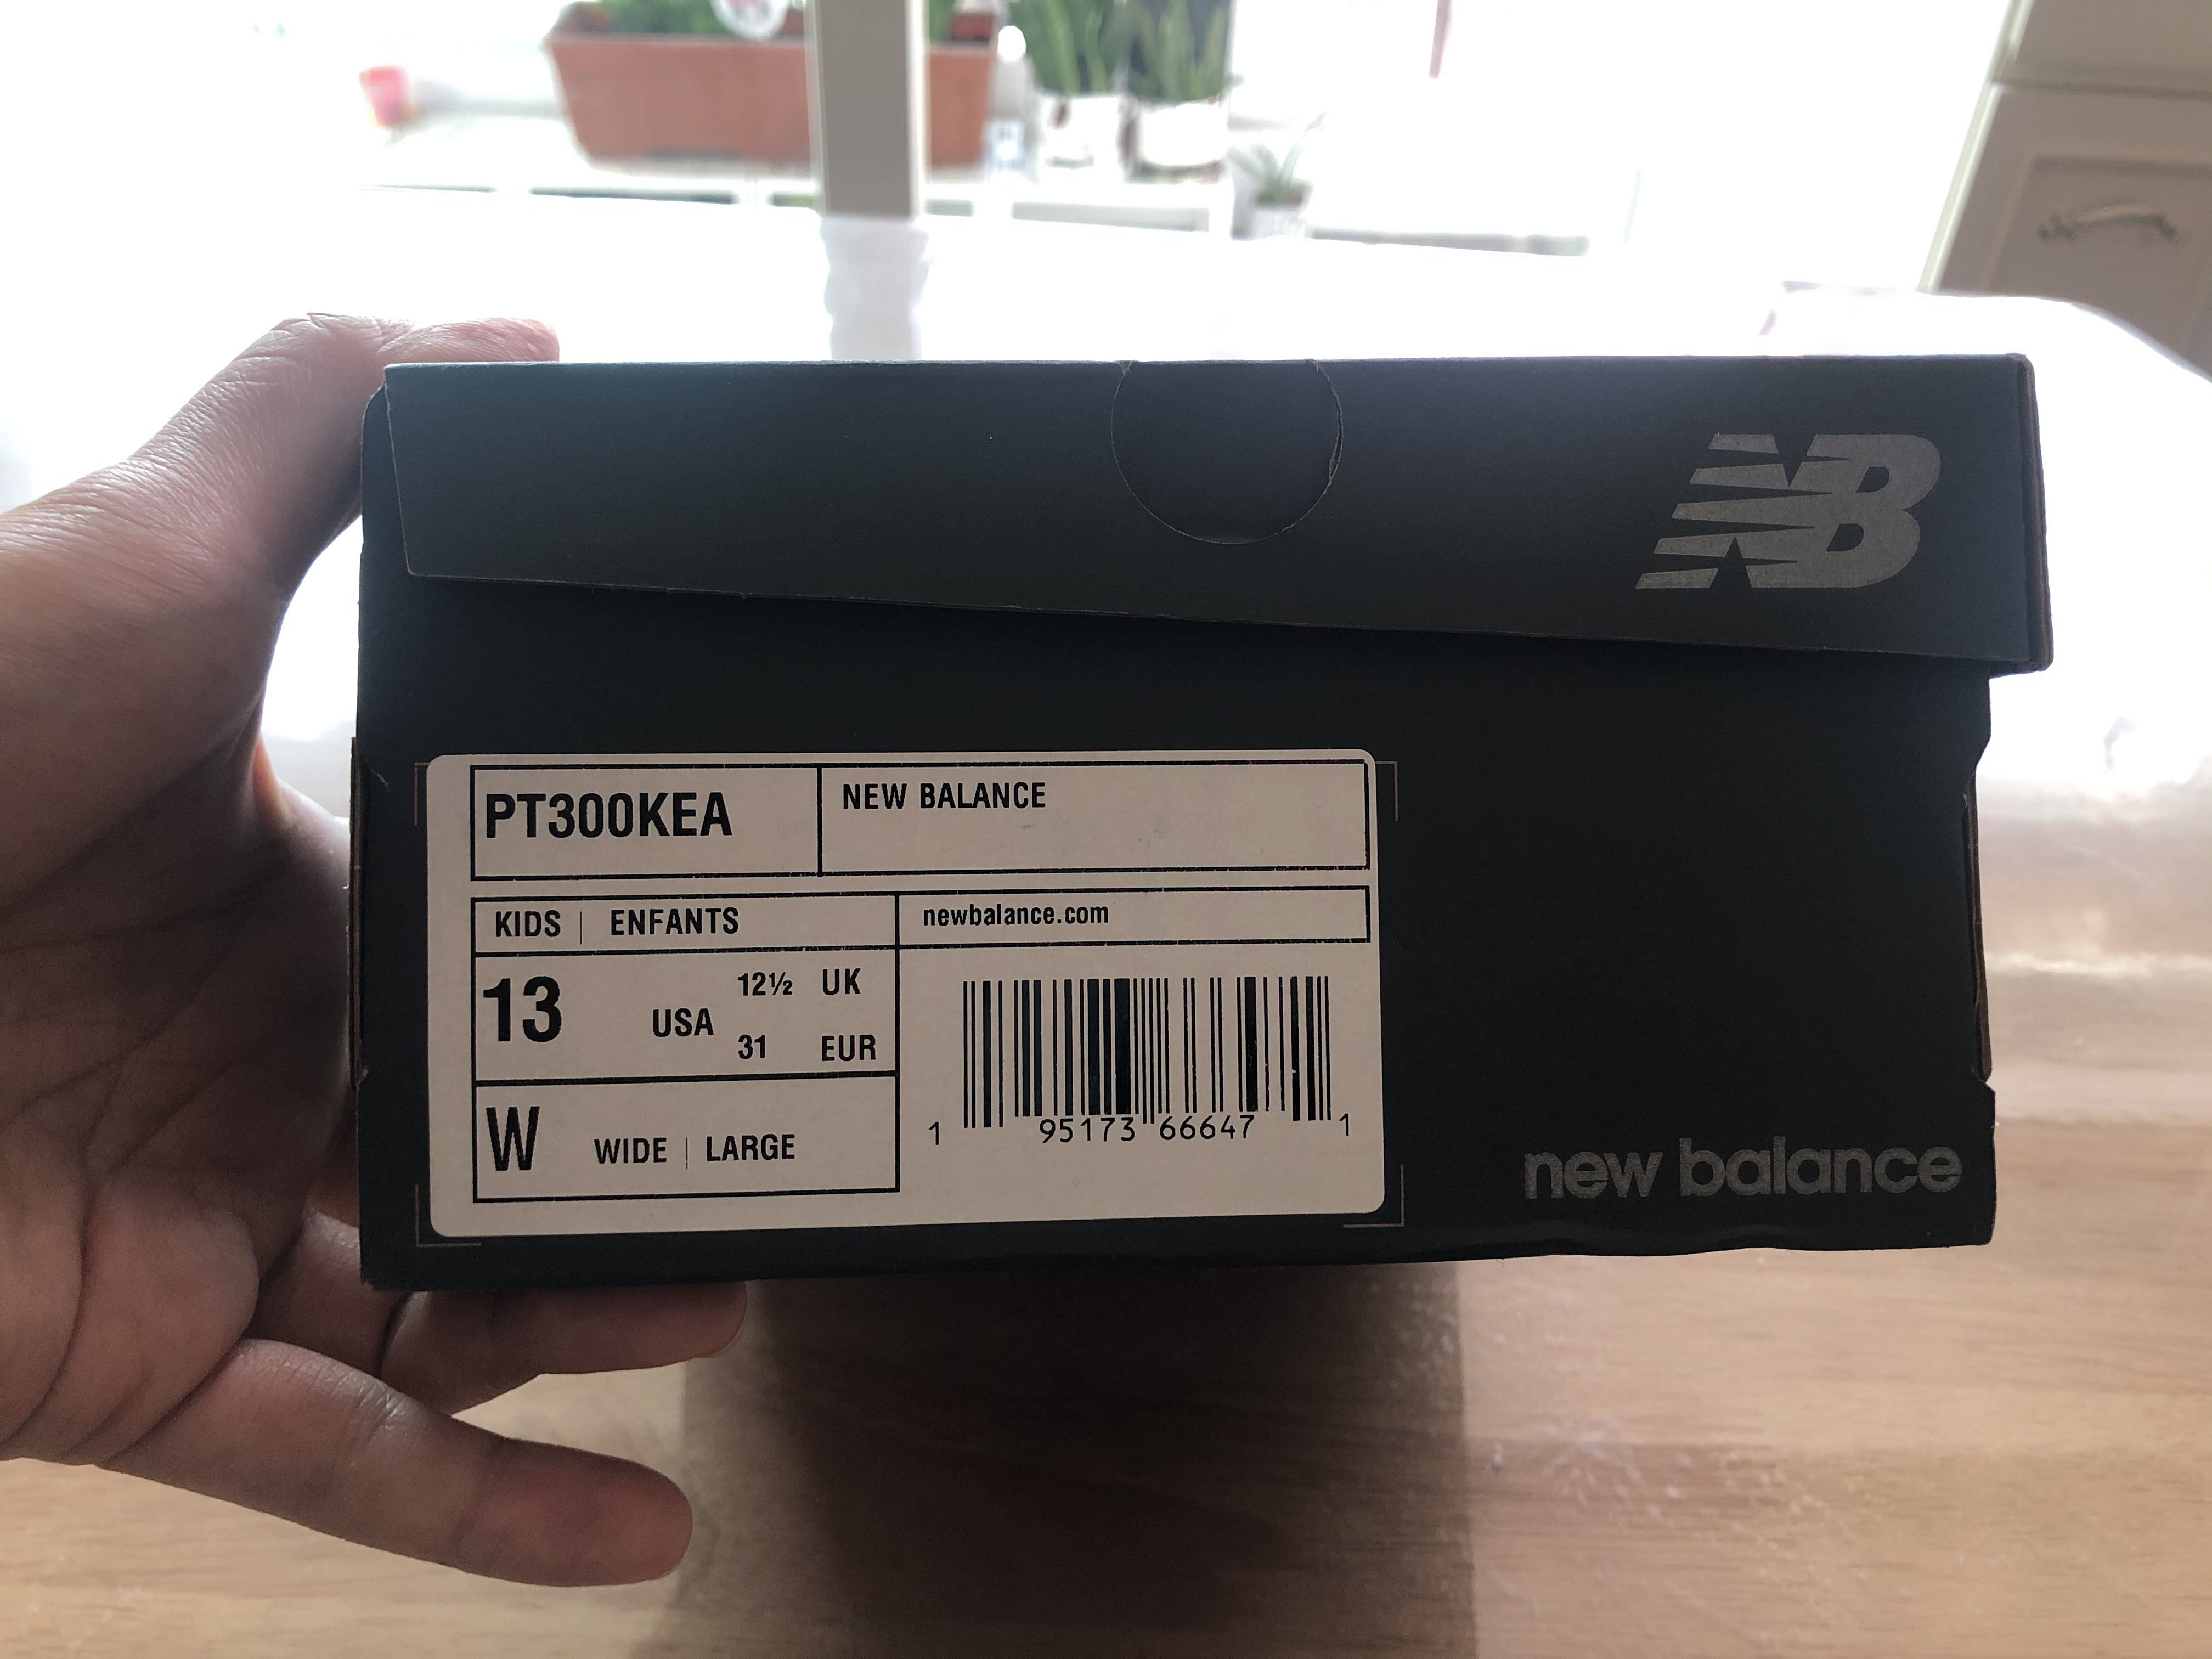 NB
PT300KEA
NEW BALANCE
KIDS | ENFANTS
newbalance.com
13 USA 12½ UK
31 EUR
W WIDE | LARGE
1 95173 66647 1
new balance